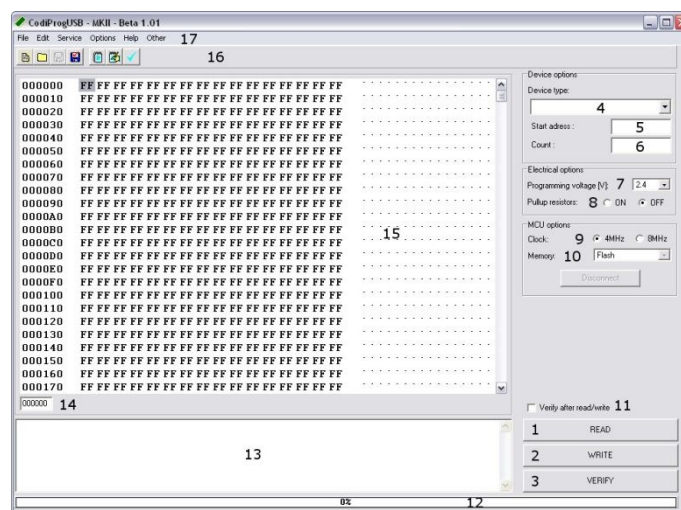 CodiProgUSB - MKII - Beta 1.01
File Edit Service Options Help Other 17
16
000000 FF FF FF FF FF FF FF FF FF FF FF FF FF FF FF FF ................
000010 FF FF FF FF FF FF FF FF FF FF FF FF FF FF FF FF ................
000020 FF FF FF FF FF FF FF FF FF FF FF FF FF FF FF FF ................
000030 FF FF FF FF FF FF FF FF FF FF FF FF FF FF FF FF ................
000040 FF FF FF FF FF FF FF FF FF FF FF FF FF FF FF FF ................
000050 FF FF FF FF FF FF FF FF FF FF FF FF FF FF FF FF ................
000060 FF FF FF FF FF FF FF FF FF FF FF FF FF FF FF FF ................
000070 FF FF FF FF FF FF FF FF FF FF FF FF FF FF FF FF ................
000080 FF FF FF FF FF FF FF FF FF FF FF FF FF FF FF FF ................
000090 FF FF FF FF FF FF FF FF FF FF FF FF FF FF FF FF ................
0000A0 FF FF FF FF FF FF FF FF FF FF FF FF FF FF FF FF ................
0000B0 FF FF FF FF FF FF FF FF FF FF FF FF FF FF FF FF ..15............
0000C0 FF FF FF FF FF FF FF FF FF FF FF FF FF FF FF FF ................
0000D0 FF FF FF FF FF FF FF FF FF FF FF FF FF FF FF FF ................
0000E0 FF FF FF FF FF FF FF FF FF FF FF FF FF FF FF FF ................
0000F0 FF FF FF FF FF FF FF FF FF FF FF FF FF FF FF FF ................
000100 FF FF FF FF FF FF FF FF FF FF FF FF FF FF FF FF ................
000110 FF FF FF FF FF FF FF FF FF FF FF FF FF FF FF FF ................
000120 FF FF FF FF FF FF FF FF FF FF FF FF FF FF FF FF ................
000130 FF FF FF FF FF FF FF FF FF FF FF FF FF FF FF FF ................
000140 FF FF FF FF FF FF FF FF FF FF FF FF FF FF FF FF ................
000150 FF FF FF FF FF FF FF FF FF FF FF FF FF FF FF FF ................
000160 FF FF FF FF FF FF FF FF FF FF FF FF FF FF FF FF ................
000170 FF FF FF FF FF FF FF FF FF FF FF FF FF FF FF FF ................
000000 14
13
0% 12
Device options
Device type:
4
Start adress : 5
Count : 6
Electrical options
Programming voltage [V]: 7 2.4
Pullup resistors: 8 ON OFF
MCU options
Clock: 9 4MHz 8MHz
Memory: 10 Flash
Disconnect
Verify after read/write 11
1 READ
2 WRITE
3 VERIFY